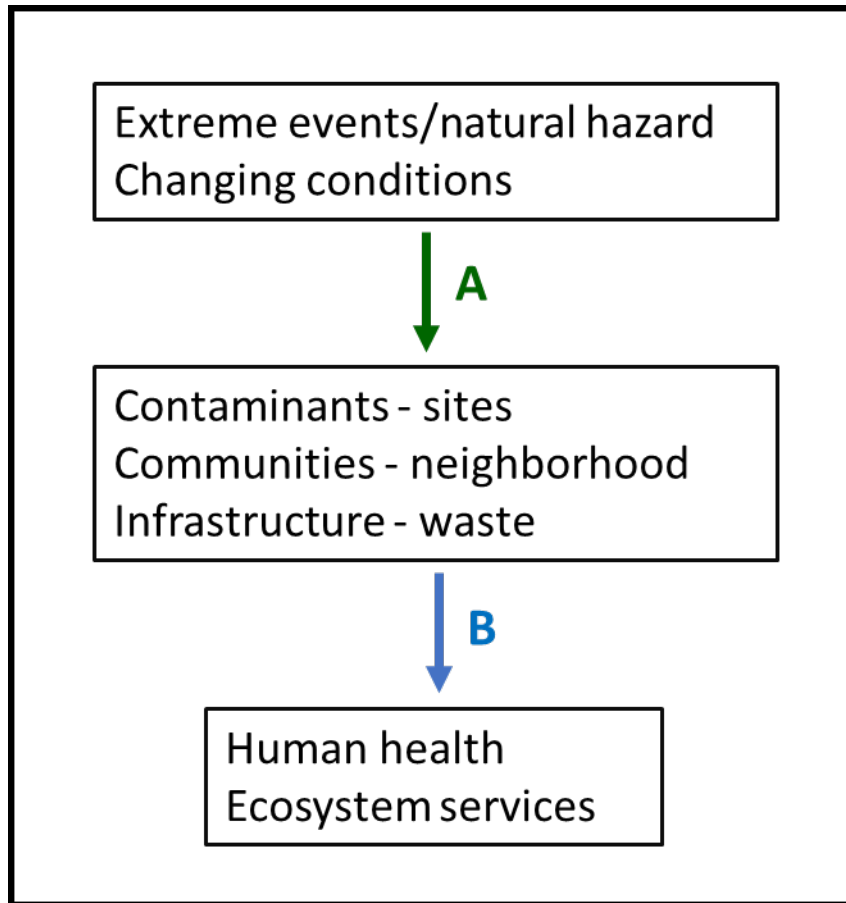 Extreme events/natural hazard
Changing conditions
A
Contaminants - sites
Communities - neighborhood
Infrastructure - waste
B
Human health
Ecosystem services